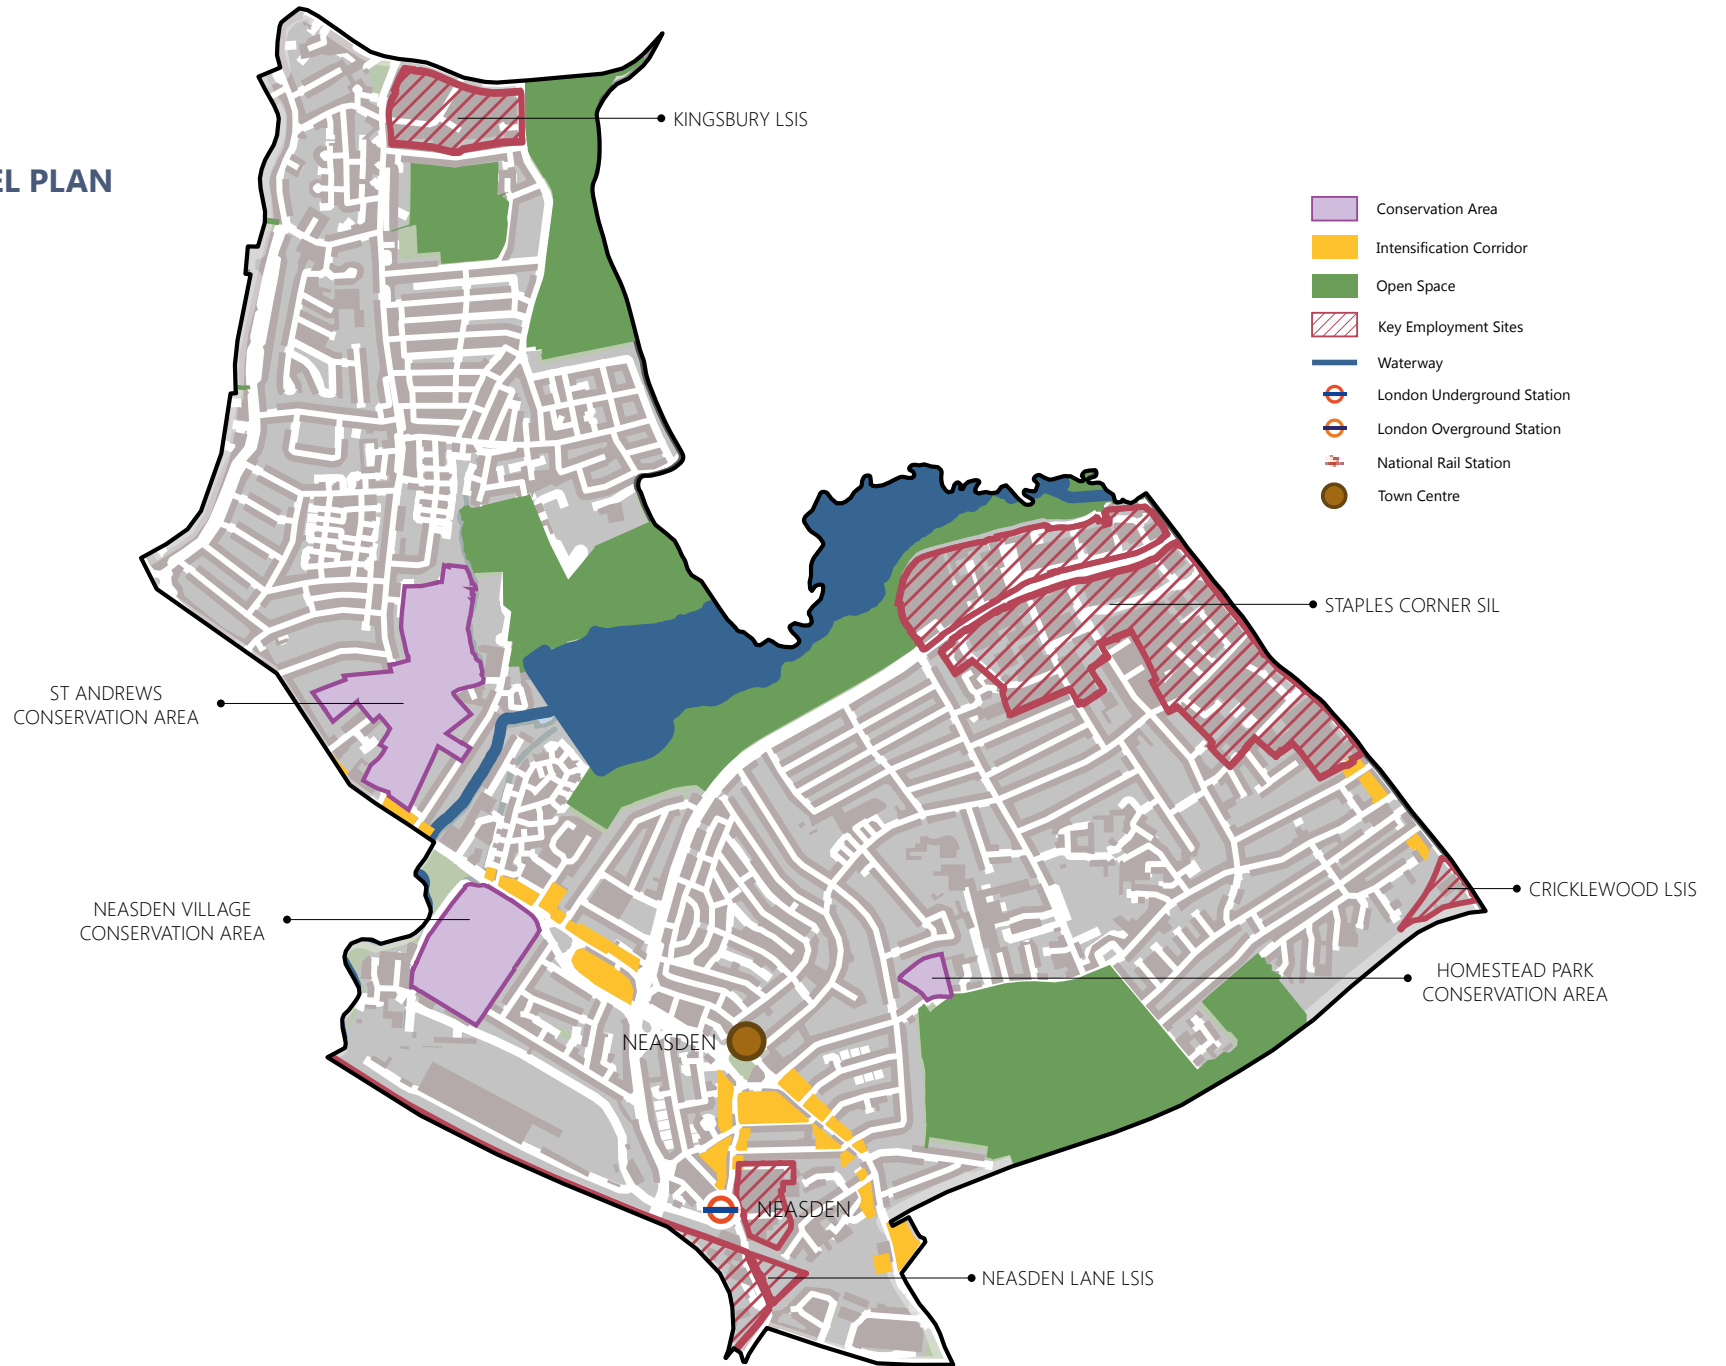 KINGSBURY LSIS
EL PLAN
Conservation Area
Intensification Corridor
Open Space
Key Employment Sites
Waterway
London Underground Station
London Overground Station
National Rail Station
Town Centre
STAPLES CORNER SIL
ST ANDREWS
CONSERVATION AREA
CRICKLEWOOD LSIS
NEASDEN VILLAGE
CONSERVATION AREA
HOMESTEAD PARK
CONSERVATION AREA
NEASDEN
NEASDEN
NEASDEN LANE LSIS